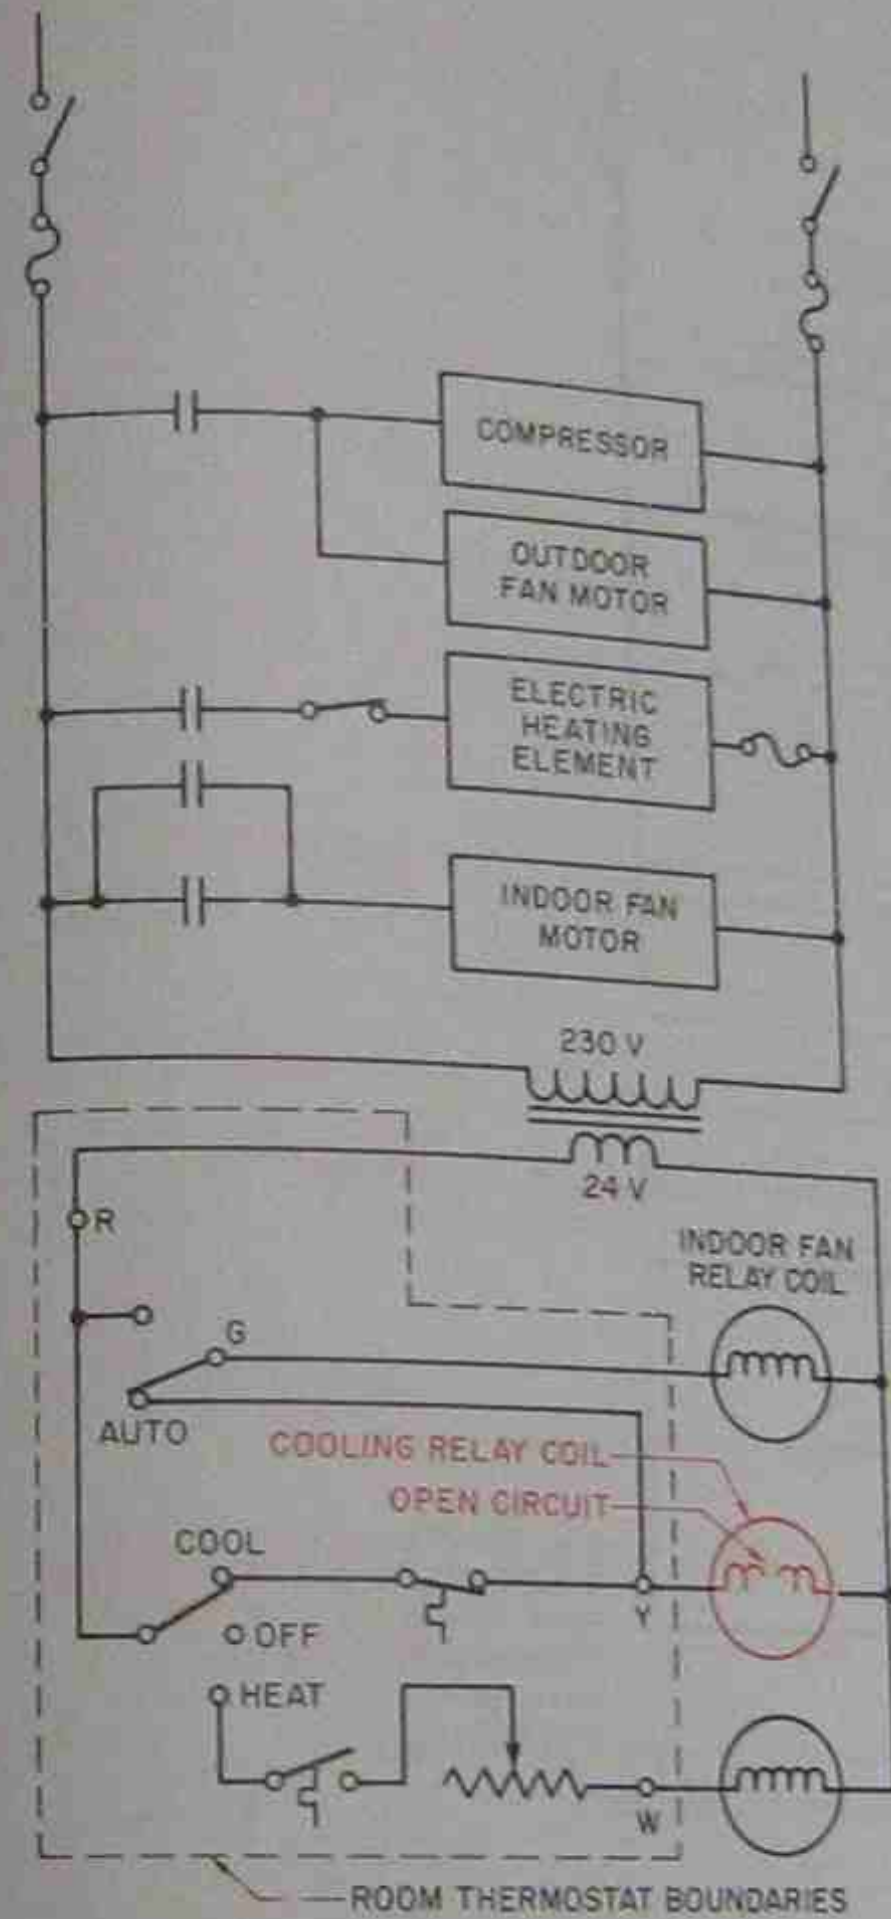 COMPRESSOR
OUTDOOR
FAN MOTOR
ELECTRIC
HEATING
ELEMENT
INDOOR FAN
MOTOR
230 V
24 V
R
INDOOR FAN
RELAY COIL
G
AUTO
COOLING RELAY COIL
OPEN CIRCUIT
COOL
Y
OFF
HEAT
W
ROOM THERMOSTAT BOUNDARIES